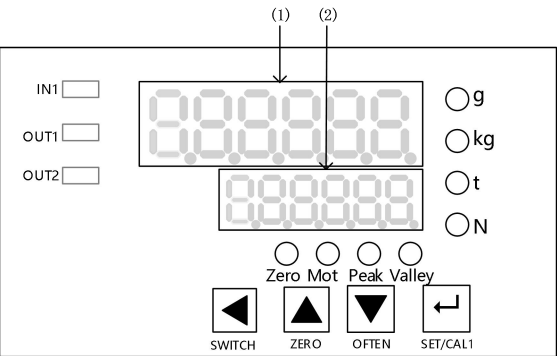 (1) (2)
IN1
OUT1
OUT2
g
kg
t
N
Zero Mot Peak Valley
SWITCH ZERO OFTEN SET/CAL1